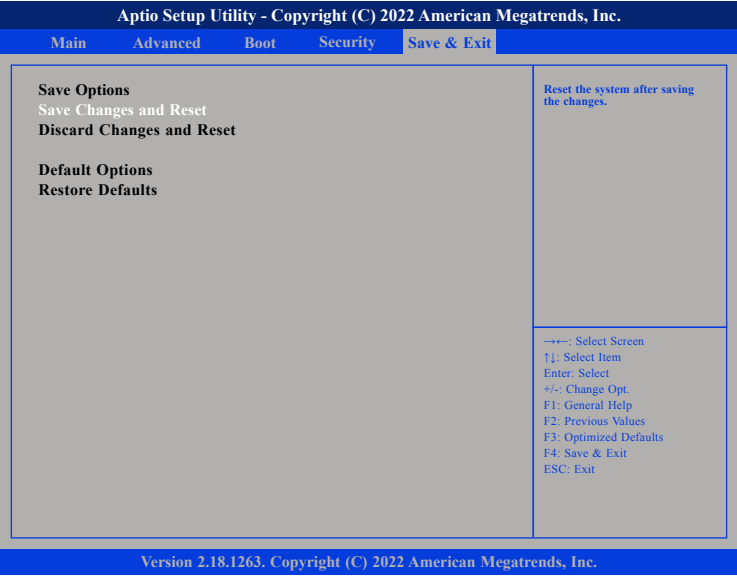 Aptio Setup Utility - Copyright (C) 2022 American Megatrends, Inc.
Main Advanced Boot Security Save & Exit
Save Options
Save Changes and Reset
Discard Changes and Reset
Default Options
Restore Defaults
Reset the system after saving
the changes.
→←: Select Screen
↑↓: Select Item
Enter: Select
+/-: Change Opt.
F1: General Help
F2: Previous Values
F3: Optimized Defaults
F4: Save & Exit
ESC: Exit
Version 2.18.1263. Copyright (C) 2022 American Megatrends, Inc.